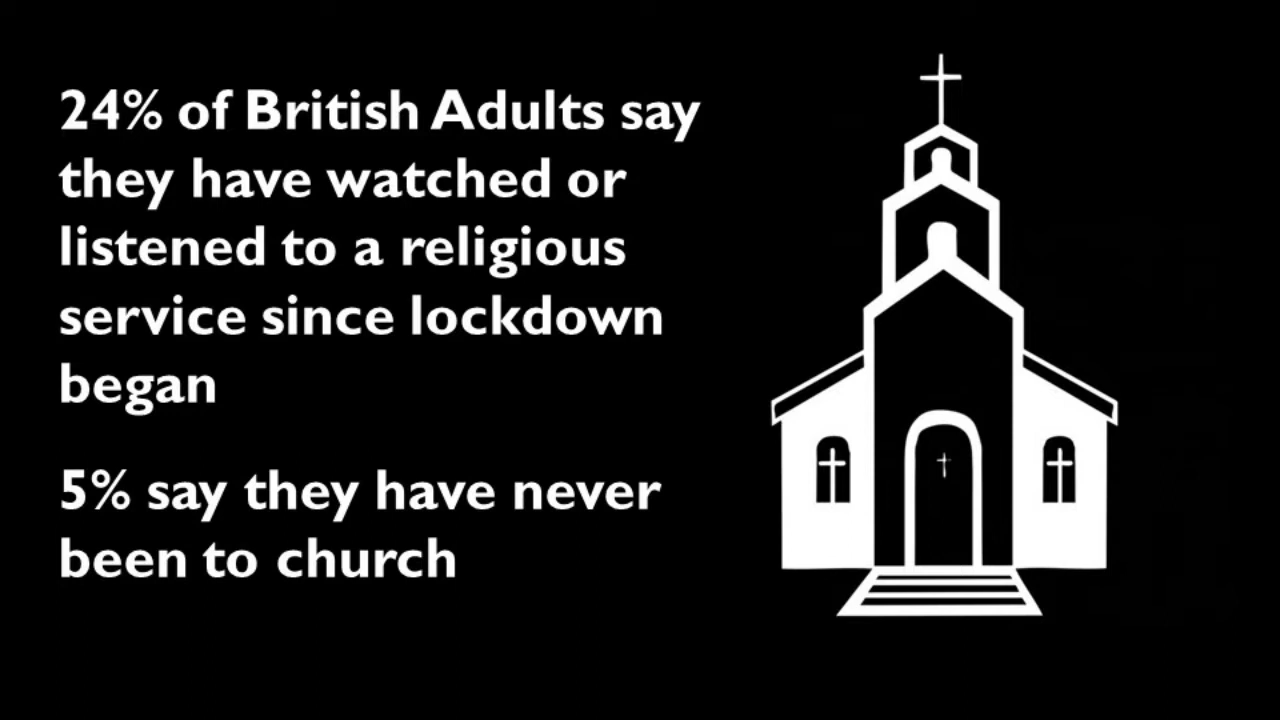 24% of British Adults say
they have watched or
listened to a religious
service since lockdown
began
5% say they have never
been to church